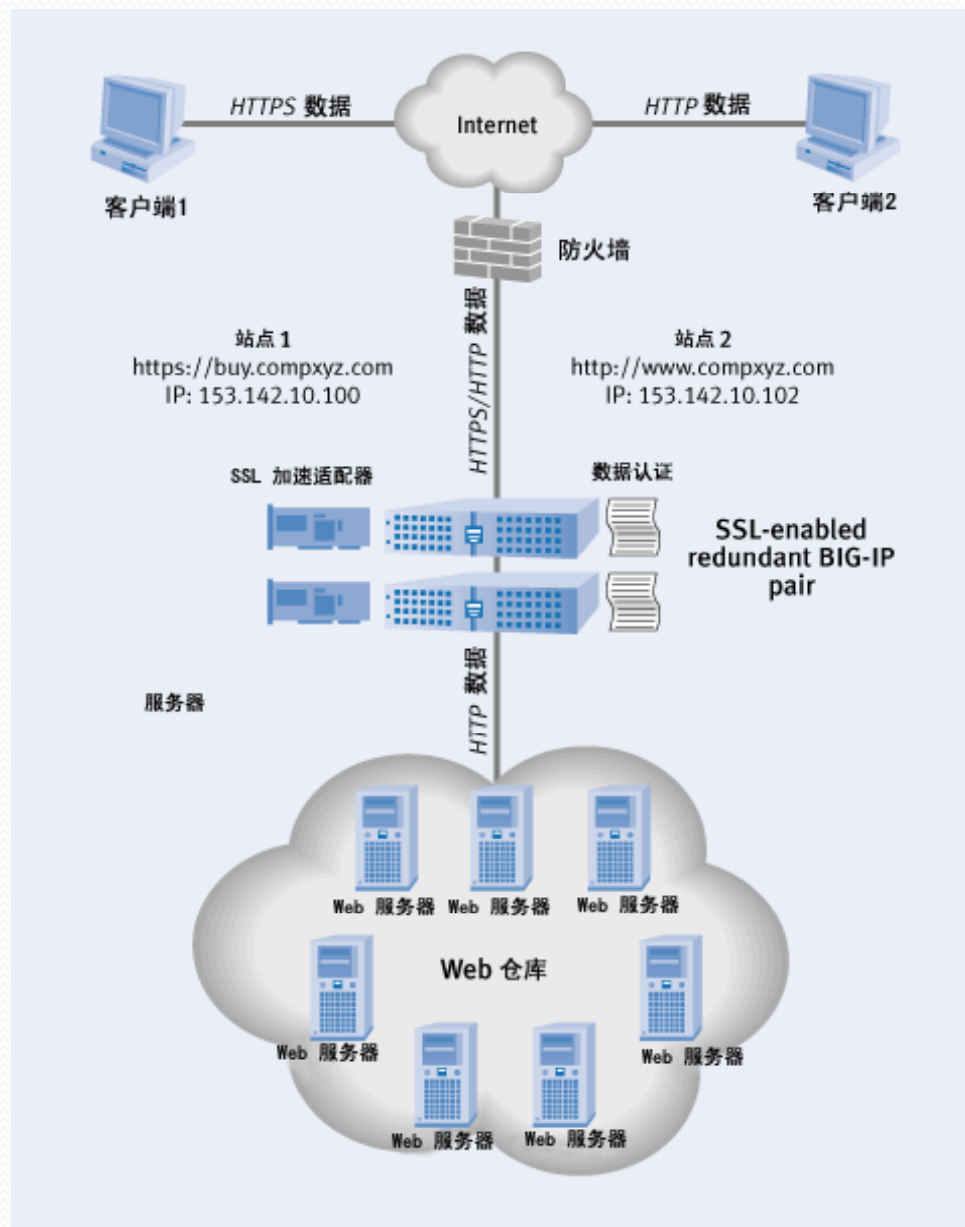 HTTPS 数据
Internet
HTTP 数据
客户端1
客户端2
防火墙
HTTPS/HTTP 数据
站点 1
https://buy.compxyz.com
IP: 153.142.10.100
站点 2
http://www.compxyz.com
IP: 153.142.10.102
SSL 加速适配器
数据认证
SSL-enabled
redundant BIG-IP
pair
HTTP 数据
服务器
Web 服务器
Web 服务器
Web 服务器
Web 仓库
Web 服务器
Web 服务器
Web 服务器
Web 服务器